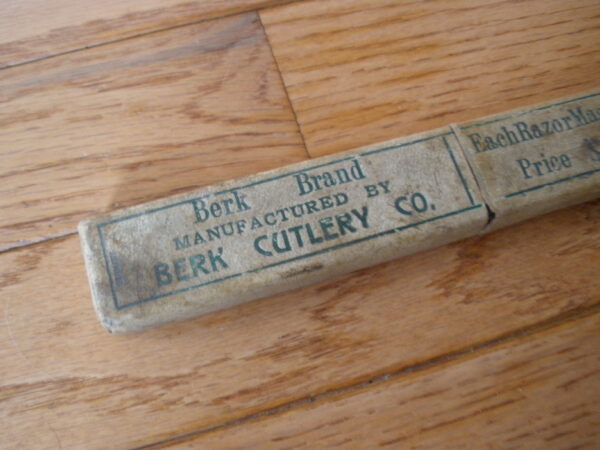 Berk Brand
MANUFACTURED BY
BERK CUTLERY CO.
Each Razor
Price